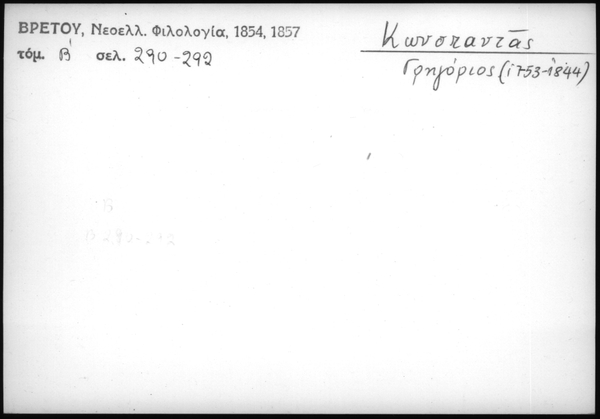 ΒΡΕΤΟΥ, Νεοελλ. Φιλολογία, 1854, 1857
τόμ. Β' σελ. 290-292
Κωνσταντᾶς
Γρηγόριος (1753-1844)